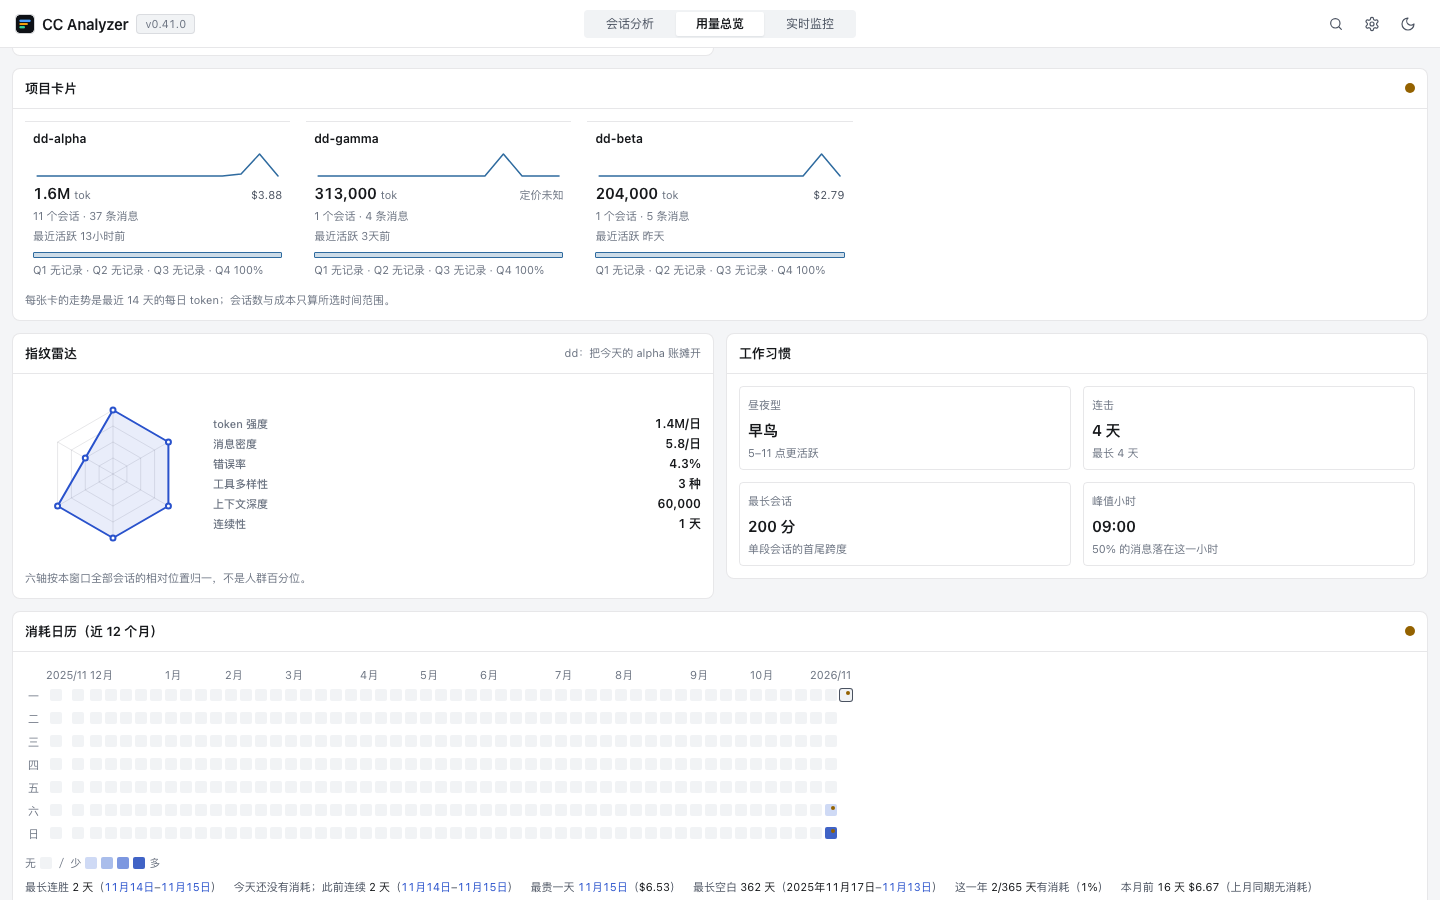 CC Analyzer v0.41.0 会话分析 用量总览 实时监控
项目卡片
dd-alpha
1.6M tok $3.88
11 个会话 · 37 条消息
最近活跃 13小时前
Q1 无记录 · Q2 无记录 · Q3 无记录 · Q4 100%
dd-gamma
313,000 tok 定价未知
1 个会话 · 4 条消息
最近活跃 3天前
Q1 无记录 · Q2 无记录 · Q3 无记录 · Q4 100%
dd-beta
204,000 tok $2.79
1 个会话 · 5 条消息
最近活跃 昨天
Q1 无记录 · Q2 无记录 · Q3 无记录 · Q4 100%
每张卡的走势是最近 14 天的每日 token；会话数与成本只算所选时间范围。
指纹雷达 dd：把今天的 alpha 账摊开
token 强度 1.4M/日
消息密度 5.8/日
错误率 4.3%
工具多样性 3 种
上下文深度 60,000
连续性 1 天
六轴按本窗口全部会话的相对位置归一，不是人群百分位。
工作习惯
昼夜型
早鸟
5–11 点更活跃
连击
4 天
最长 4 天
最长会话
200 分
单段会话的首尾跨度
峰值小时
09:00
50% 的消息落在这一小时
消耗日历（近 12 个月）
2025/11 12月 1月 2月 3月 4月 5月 6月 7月 8月 9月 10月 2026/11
一
二
三
四
五
六
日
无 / 少 多
最长连胜 2 天（11月14日–11月15日） 今天还没有消耗；此前连续 2 天（11月14日–11月15日） 最贵一天 11月15日（$6.53） 最长空白 362 天（2025年11月17日–11月13日） 这一年 2/365 天有消耗（1%） 本月前 16 天 $6.67（上月同期无消耗）